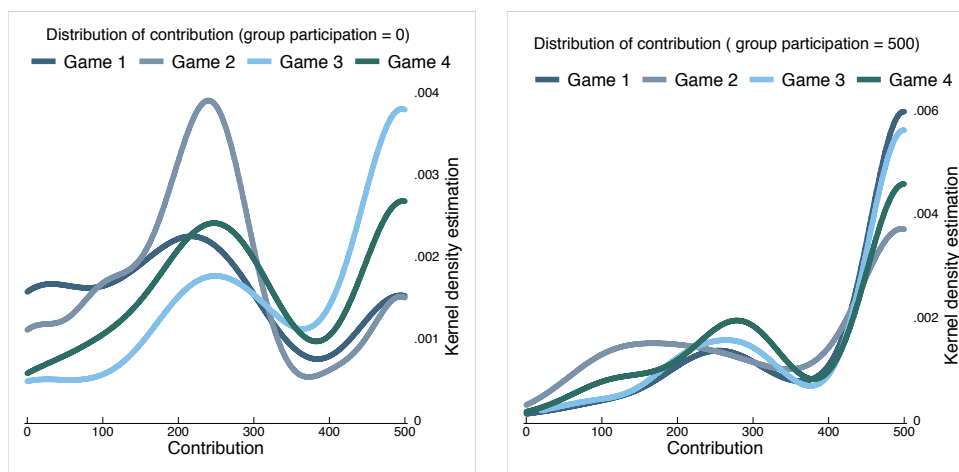 Distribution of contribution (group participation = 0)
Game 1 Game 2 Game 3 Game 4
.004
.003
.002
.001
0
Kernel density estimation
0 100 200 300 400 500
Contribution
Distribution of contribution ( group participation = 500)
Game 1 Game 2 Game 3 Game 4
.006
.004
.002
0
Kernel density estimation
0 100 200 300 400 500
Contribution